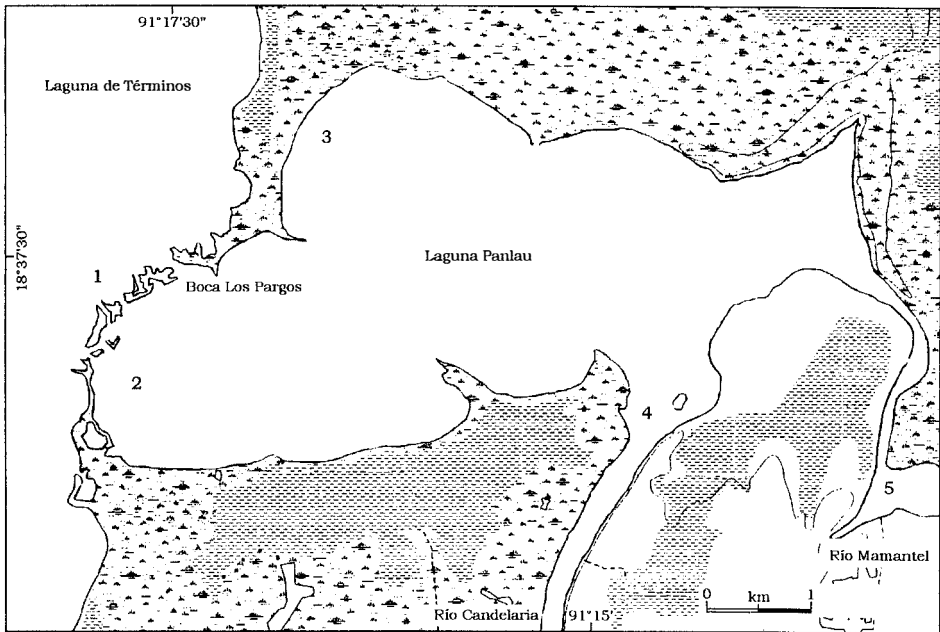 91°17'30"
Laguna de Términos
3
18°37'30"
Laguna Panlau
1
Boca Los Pargos
2
4
5
Río Mamantel
0 km 1
Río Candelaria
91°15'